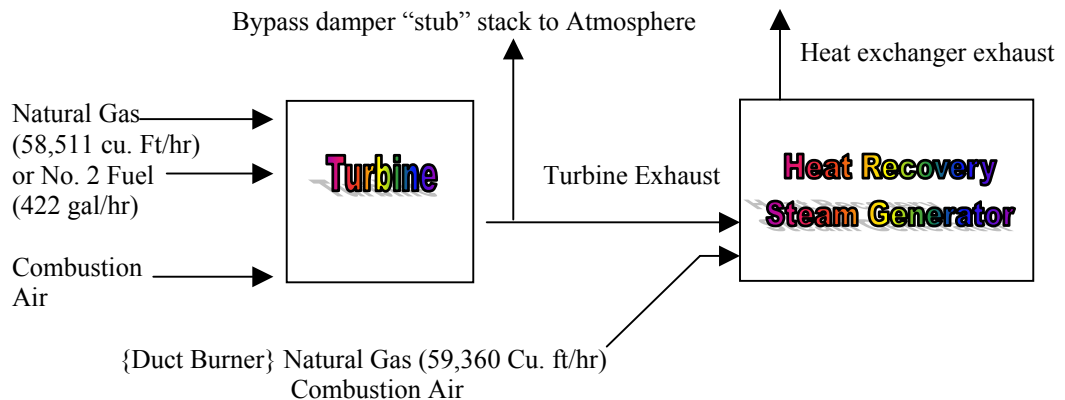 Bypass damper “stub” stack to Atmosphere
Heat exchanger exhaust
Natural Gas
(58,511 cu. Ft/hr)
or No. 2 Fuel
(422 gal/hr)
Combustion
Air
Turbine
Turbine Exhaust
Heat Recovery
Steam Generator
{Duct Burner} Natural Gas (59,360 Cu. ft/hr)
Combustion Air